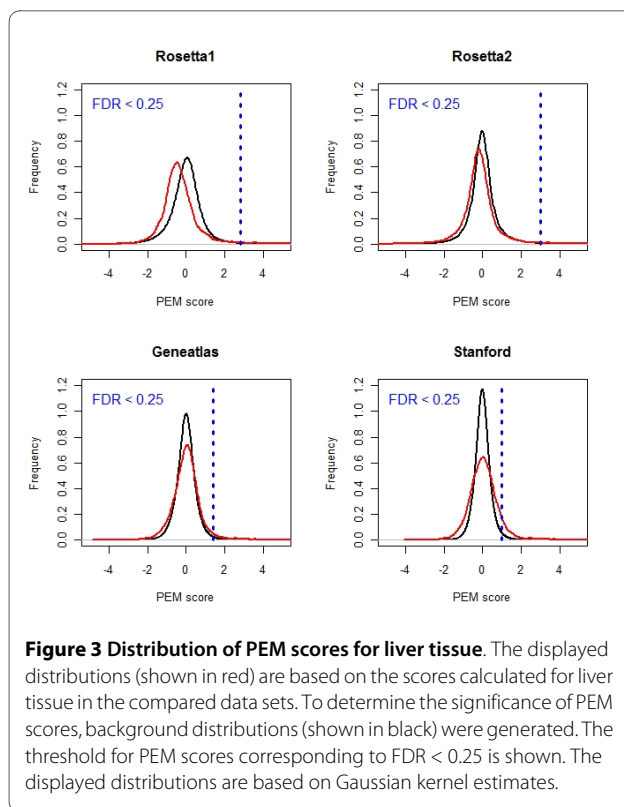 Rosetta1
FDR < 0.25
Frequency
0.0 0.2 0.4 0.6 0.8 1.0 1.2
-4 -2 0 2 4
PEM score
Rosetta2
FDR < 0.25
Frequency
0.0 0.2 0.4 0.6 0.8 1.0 1.2
-4 -2 0 2 4
PEM score
Geneatlas
FDR < 0.25
Frequency
0.0 0.2 0.4 0.6 0.8 1.0 1.2
-4 -2 0 2 4
PEM score
Stanford
FDR < 0.25
Frequency
0.0 0.2 0.4 0.6 0.8 1.0 1.2
-4 -2 0 2 4
PEM score
Figure 3 Distribution of PEM scores for liver tissue. The displayed
distributions (shown in red) are based on the scores calculated for liver
tissue in the compared data sets. To determine the significance of PEM
scores, background distributions (shown in black) were generated. The
threshold for PEM scores corresponding to FDR < 0.25 is shown. The
displayed distributions are based on Gaussian kernel estimates.